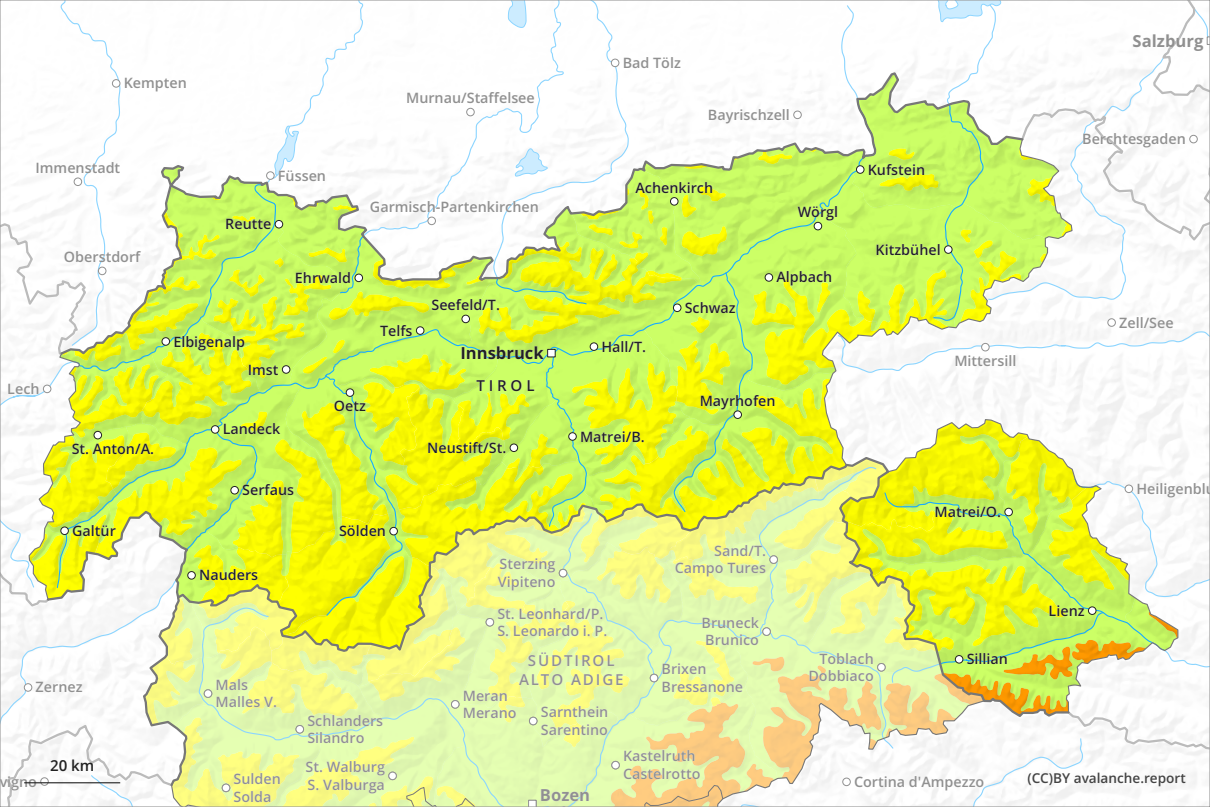 Salzburg
Bad Tölz
Kempten
Murnau/Staffelsee
Bayrischzell
Berchtesgaden
Immenstadt
Füssen
Kufstein
Achenkirch
Garmisch-Partenkirchen
Wörgl
Reutte
Kitzbühel
Oberstdorf
Ehrwald
Alpbach
Seefeld/T.
Schwaz
Zell/See
Telfs
Elbigenalp
Innsbruck
Hall/T.
Mittersill
Imst
TIROL
Lech
Oetz
Mayrhofen
Landeck
Matrei/B.
St. Anton/A.
Neustift/St.
Serfaus
Heiligenblu
Matrei/O.
Galtür
Sölden
Sand/T.
Campo Tures
Sterzing
Vipiteno
Nauders
Lienz
St. Leonhard/P.
S. Leonardo i. P.
Bruneck
Brunico
SÜDTIROL
ALTO ADIGE
Toblach
Dobbiaco
Sillian
Zernez
Mals
Malles V.
Brixen
Bressanone
Meran
Merano
Sarnthein
Sarentino
Schlanders
Silandro
Kastelruth
Castelrotto
St. Walburg
S. Valburga
20 km
vigno
Sulden
Solda
Cortina d'Ampezzo
(CC)BY avalanche.report
Bozen